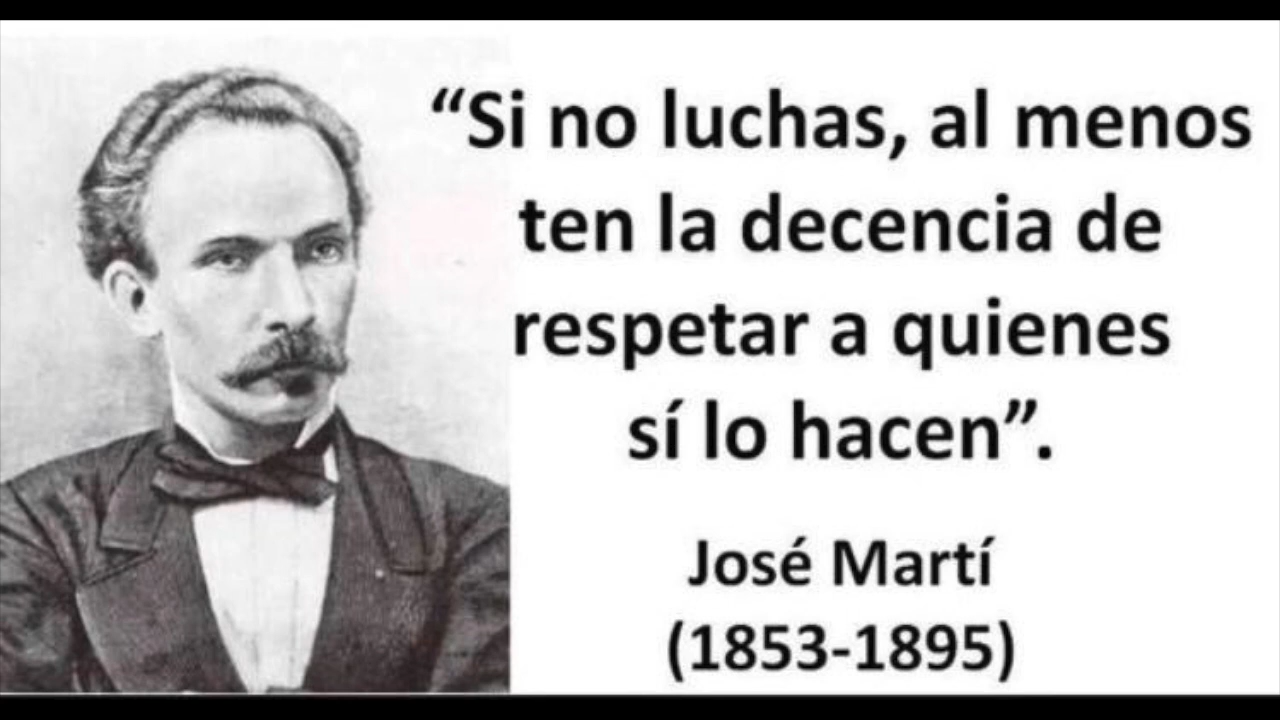 “Si no luchas, al menos
ten la decencia de
respetar a quienes
sí lo hacen”.
José Martí
(1853-1895)